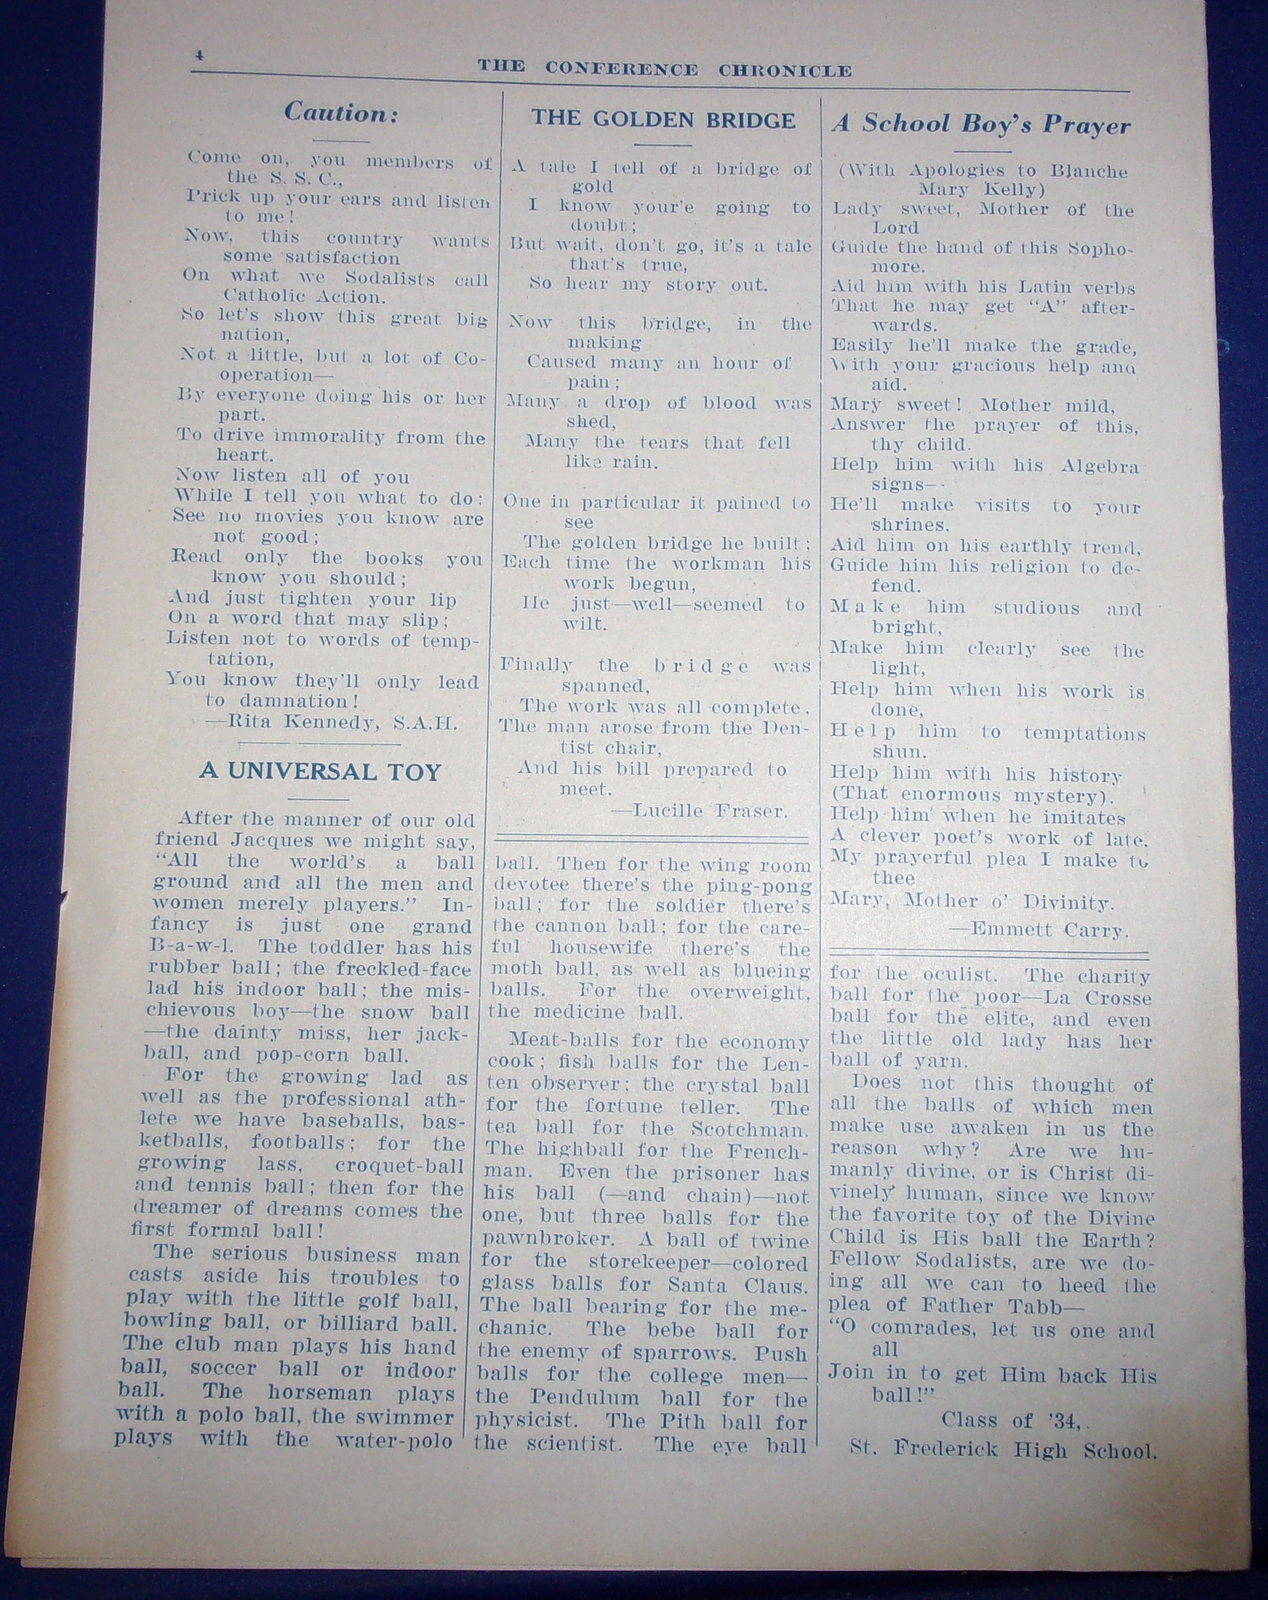 4
THE CONFERENCE CHRONICLE
Caution:
Come on, you members of
the S. S. C.,
Prick up your ears and listen
to me!
Now, this country wants
some satisfaction
On what we Sodalists call
Catholic Action.
So let's show this great big
nation,
Not a little, but a lot of Co-
operation—
By everyone doing his or her
part.
To drive immorality from the
heart.
Now listen all of you
While I tell you what to do:
See no movies you know are
not good;
Read only the books you
know you should;
And just tighten your lip
On a word that may slip;
Listen not to words of temp-
tation,
You know they'll only lead
to damnation!
—Rita Kennedy, S.A.H.
A UNIVERSAL TOY
After the manner of our old
friend Jacques we might say,
"All the world's a ball
ground and all the men and
women merely players." In-
fancy is just one grand
B-a-w-l. The toddler has his
rubber ball; the freckled-face
lad his indoor ball; the mis-
chievous boy—the snow ball
—the dainty miss, her jack-
ball, and pop-corn ball.
For the growing lad as
well as the professional ath-
lete we have baseballs, bas-
ketballs, footballs; for the
growing lass, croquet-ball
and tennis ball; then for the
dreamer of dreams comes the
first formal ball!
The serious business man
casts aside his troubles to
play with the little golf ball,
bowling ball, or billiard ball.
The club man plays his hand
ball, soccer ball or indoor
ball. The horseman plays
with a polo ball, the swimmer
plays with the water-polo
THE GOLDEN BRIDGE
A tale I tell of a bridge of
gold
I know your'e going to
doubt;
But wait, don't go, it's a tale
that's true,
So hear my story out.
Now this bridge, in the
making
Caused many an hour of
pain;
Many a drop of blood was
shed,
Many the tears that fell
like rain.
One in particular it pained to
see
The golden bridge he built;
Each time the workman his
work begun,
He just—well—seemed to
wilt.
Finally the bridge was
spanned,
The work was all complete.
The man arose from the Den-
tist chair,
And his bill prepared to
meet.
—Lucille Fraser.
ball. Then for the wing room
devotee there's the ping-pong
ball; for the soldier there's
the cannon ball; for the care-
ful housewife there's the
moth ball, as well as blueing
balls. For the overweight,
the medicine ball.
Meat-balls for the economy
cook; fish balls for the Len-
ten observer; the crystal ball
for the fortune teller. The
tea ball for the Scotchman.
The highball for the French-
man. Even the prisoner has
his ball (—and chain)—not
one, but three balls for the
pawnbroker. A ball of twine
for the storekeeper—colored
glass balls for Santa Claus.
The ball bearing for the me-
chanic. The bebe ball for
the enemy of sparrows. Push
balls for the college men—
the Pendulum ball for the
physicist. The Pith ball for
the scientist. The eye ball
A School Boy's Prayer
(With Apologies to Blanche
Mary Kelly)
Lady sweet, Mother of the
Lord
Guide the hand of this Sopho-
more.
Aid him with his Latin verbs
That he may get "A" after-
wards.
Easily he'll make the grade,
With your gracious help and
aid.
Mary sweet! Mother mild,
Answer the prayer of this,
thy child.
Help him with his Algebra
signs—
He'll make visits to your
shrines.
Aid him on his earthly trend,
Guide him his religion to de-
fend.
Make him studious and
bright,
Make him clearly see the
light,
Help him when his work is
done,
Help him to temptations
shun.
Help him with his history
(That enormous mystery).
Help him when he imitates
A clever poet's work of late.
My prayerful plea I make to
thee
Mary, Mother o' Divinity.
—Emmett Carry.
for the oculist. The charity
ball for the poor—La Crosse
ball for the elite, and even
the little old lady has her
ball of yarn.
Does not this thought of
all the balls of which men
make use awaken in us the
reason why? Are we hu-
manly divine, or is Christ di-
vinely human, since we know
the favorite toy of the Divine
Child is His ball the Earth?
Fellow Sodalists, are we do-
ing all we can to heed the
plea of Father Tabb—
"O comrades, let us one and
all
Join in to get Him back His
ball!"
Class of '34,
St. Frederick High School.